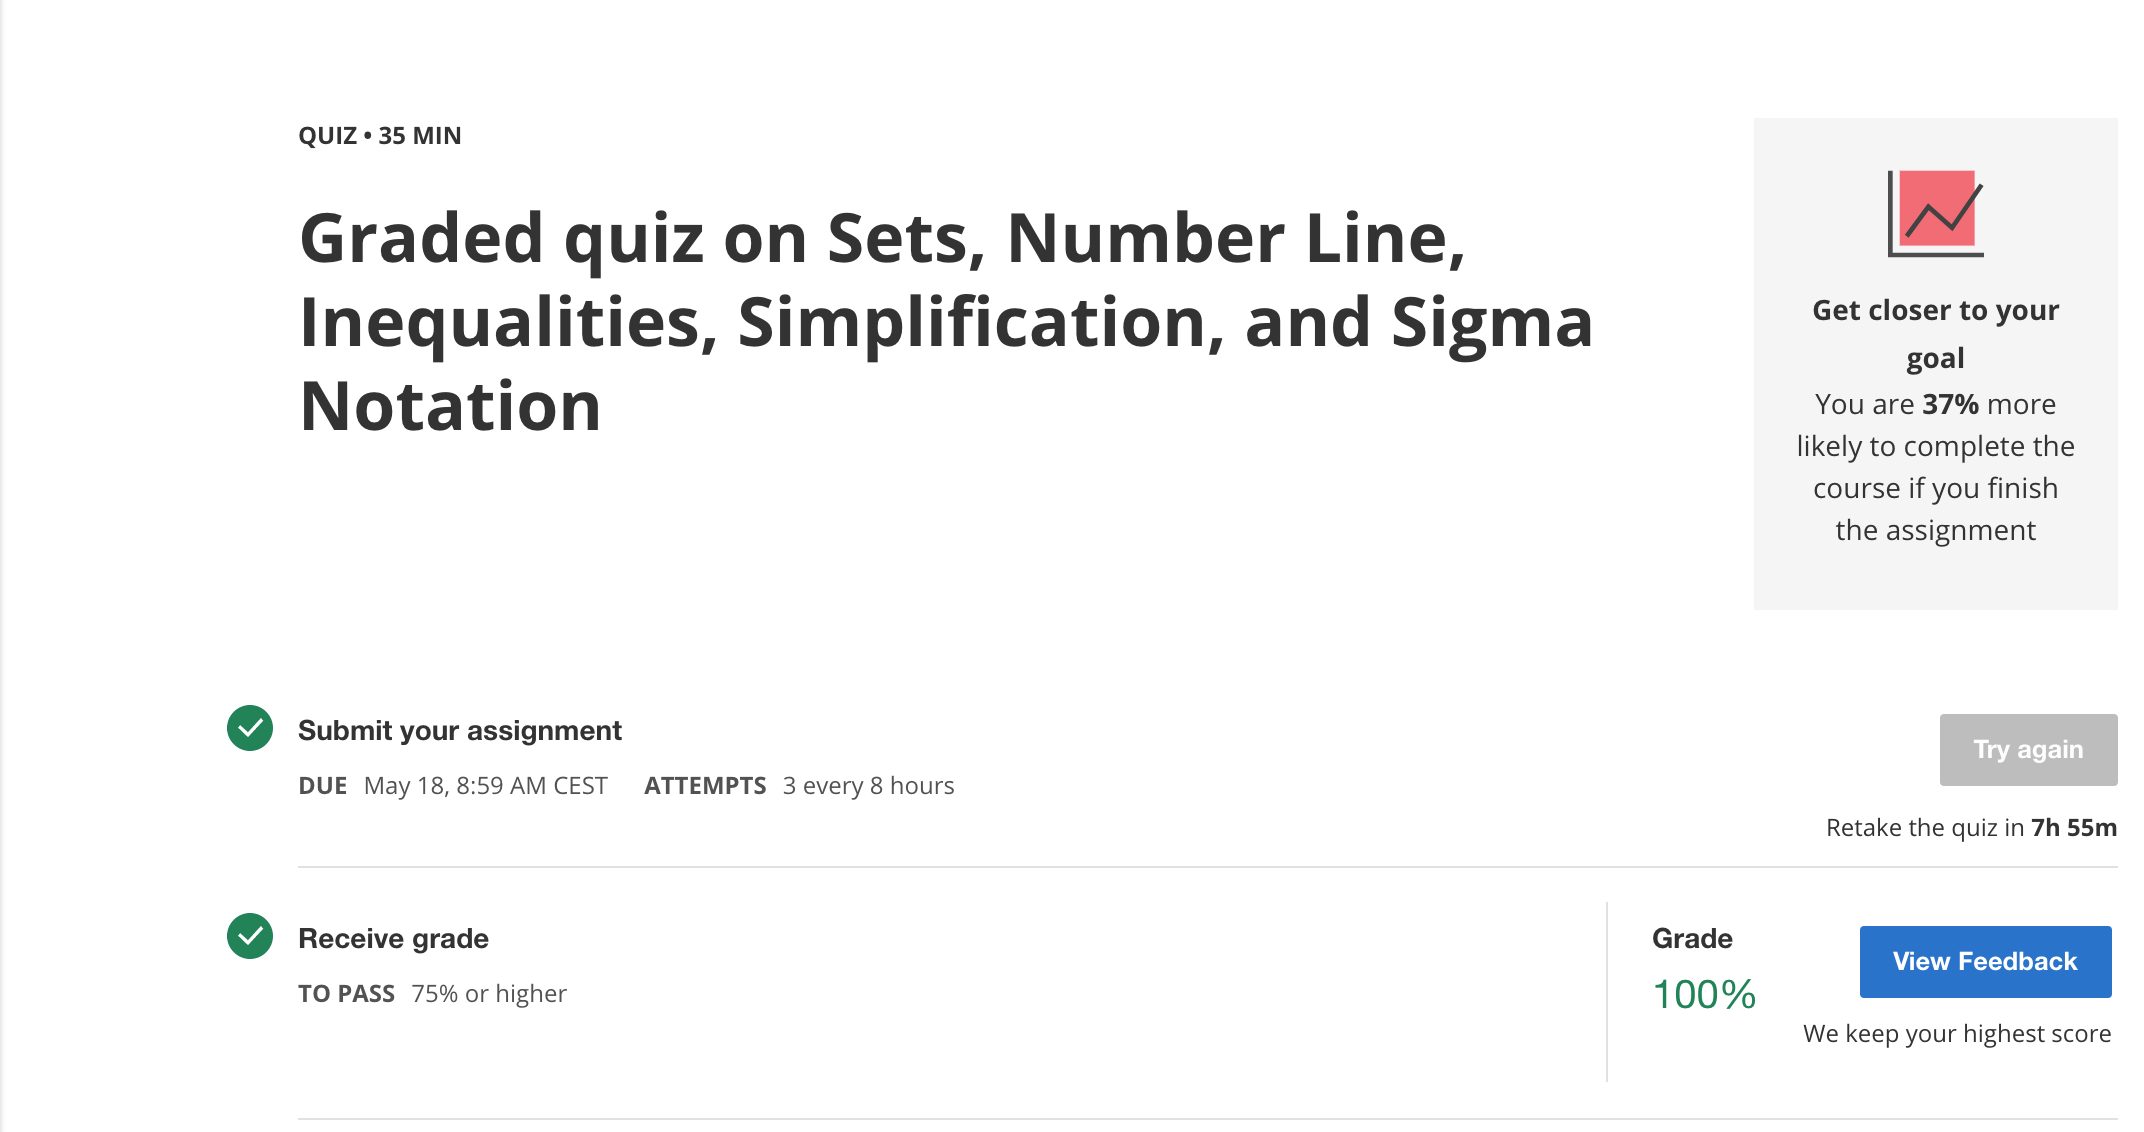 QUIZ • 35 MIN
Graded quiz on Sets, Number Line,
Inequalities, Simplification, and Sigma
Notation
Get closer to your
goal
You are 37% more
likely to complete the
course if you finish
the assignment
Submit your assignment
DUE May 18, 8:59 AM CEST ATTEMPTS 3 every 8 hours
Try again
Retake the quiz in 7h 55m
Receive grade
TO PASS 75% or higher
Grade
100%
View Feedback
We keep your highest score